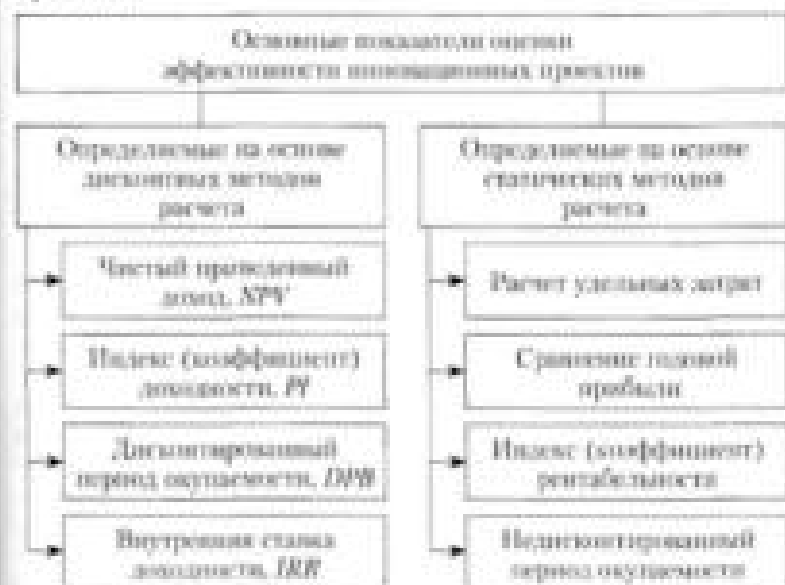 Основные показатели оценки
эффективности инновационных проектов
Определяемые на основе
дисконтных методов
расчета
Чистый приведенный
доход, NPV
Индекс (коэффициент)
доходности, PI
Дисконтированный
период окупаемости, DPB
Внутренняя ставка
доходности, IRR
Определяемые на основе
статических методов
расчета
Расчет удельных затрат
Сравнение годовой
прибыли
Индекс (коэффициент)
рентабельности
Недисконтированный
период окупаемости